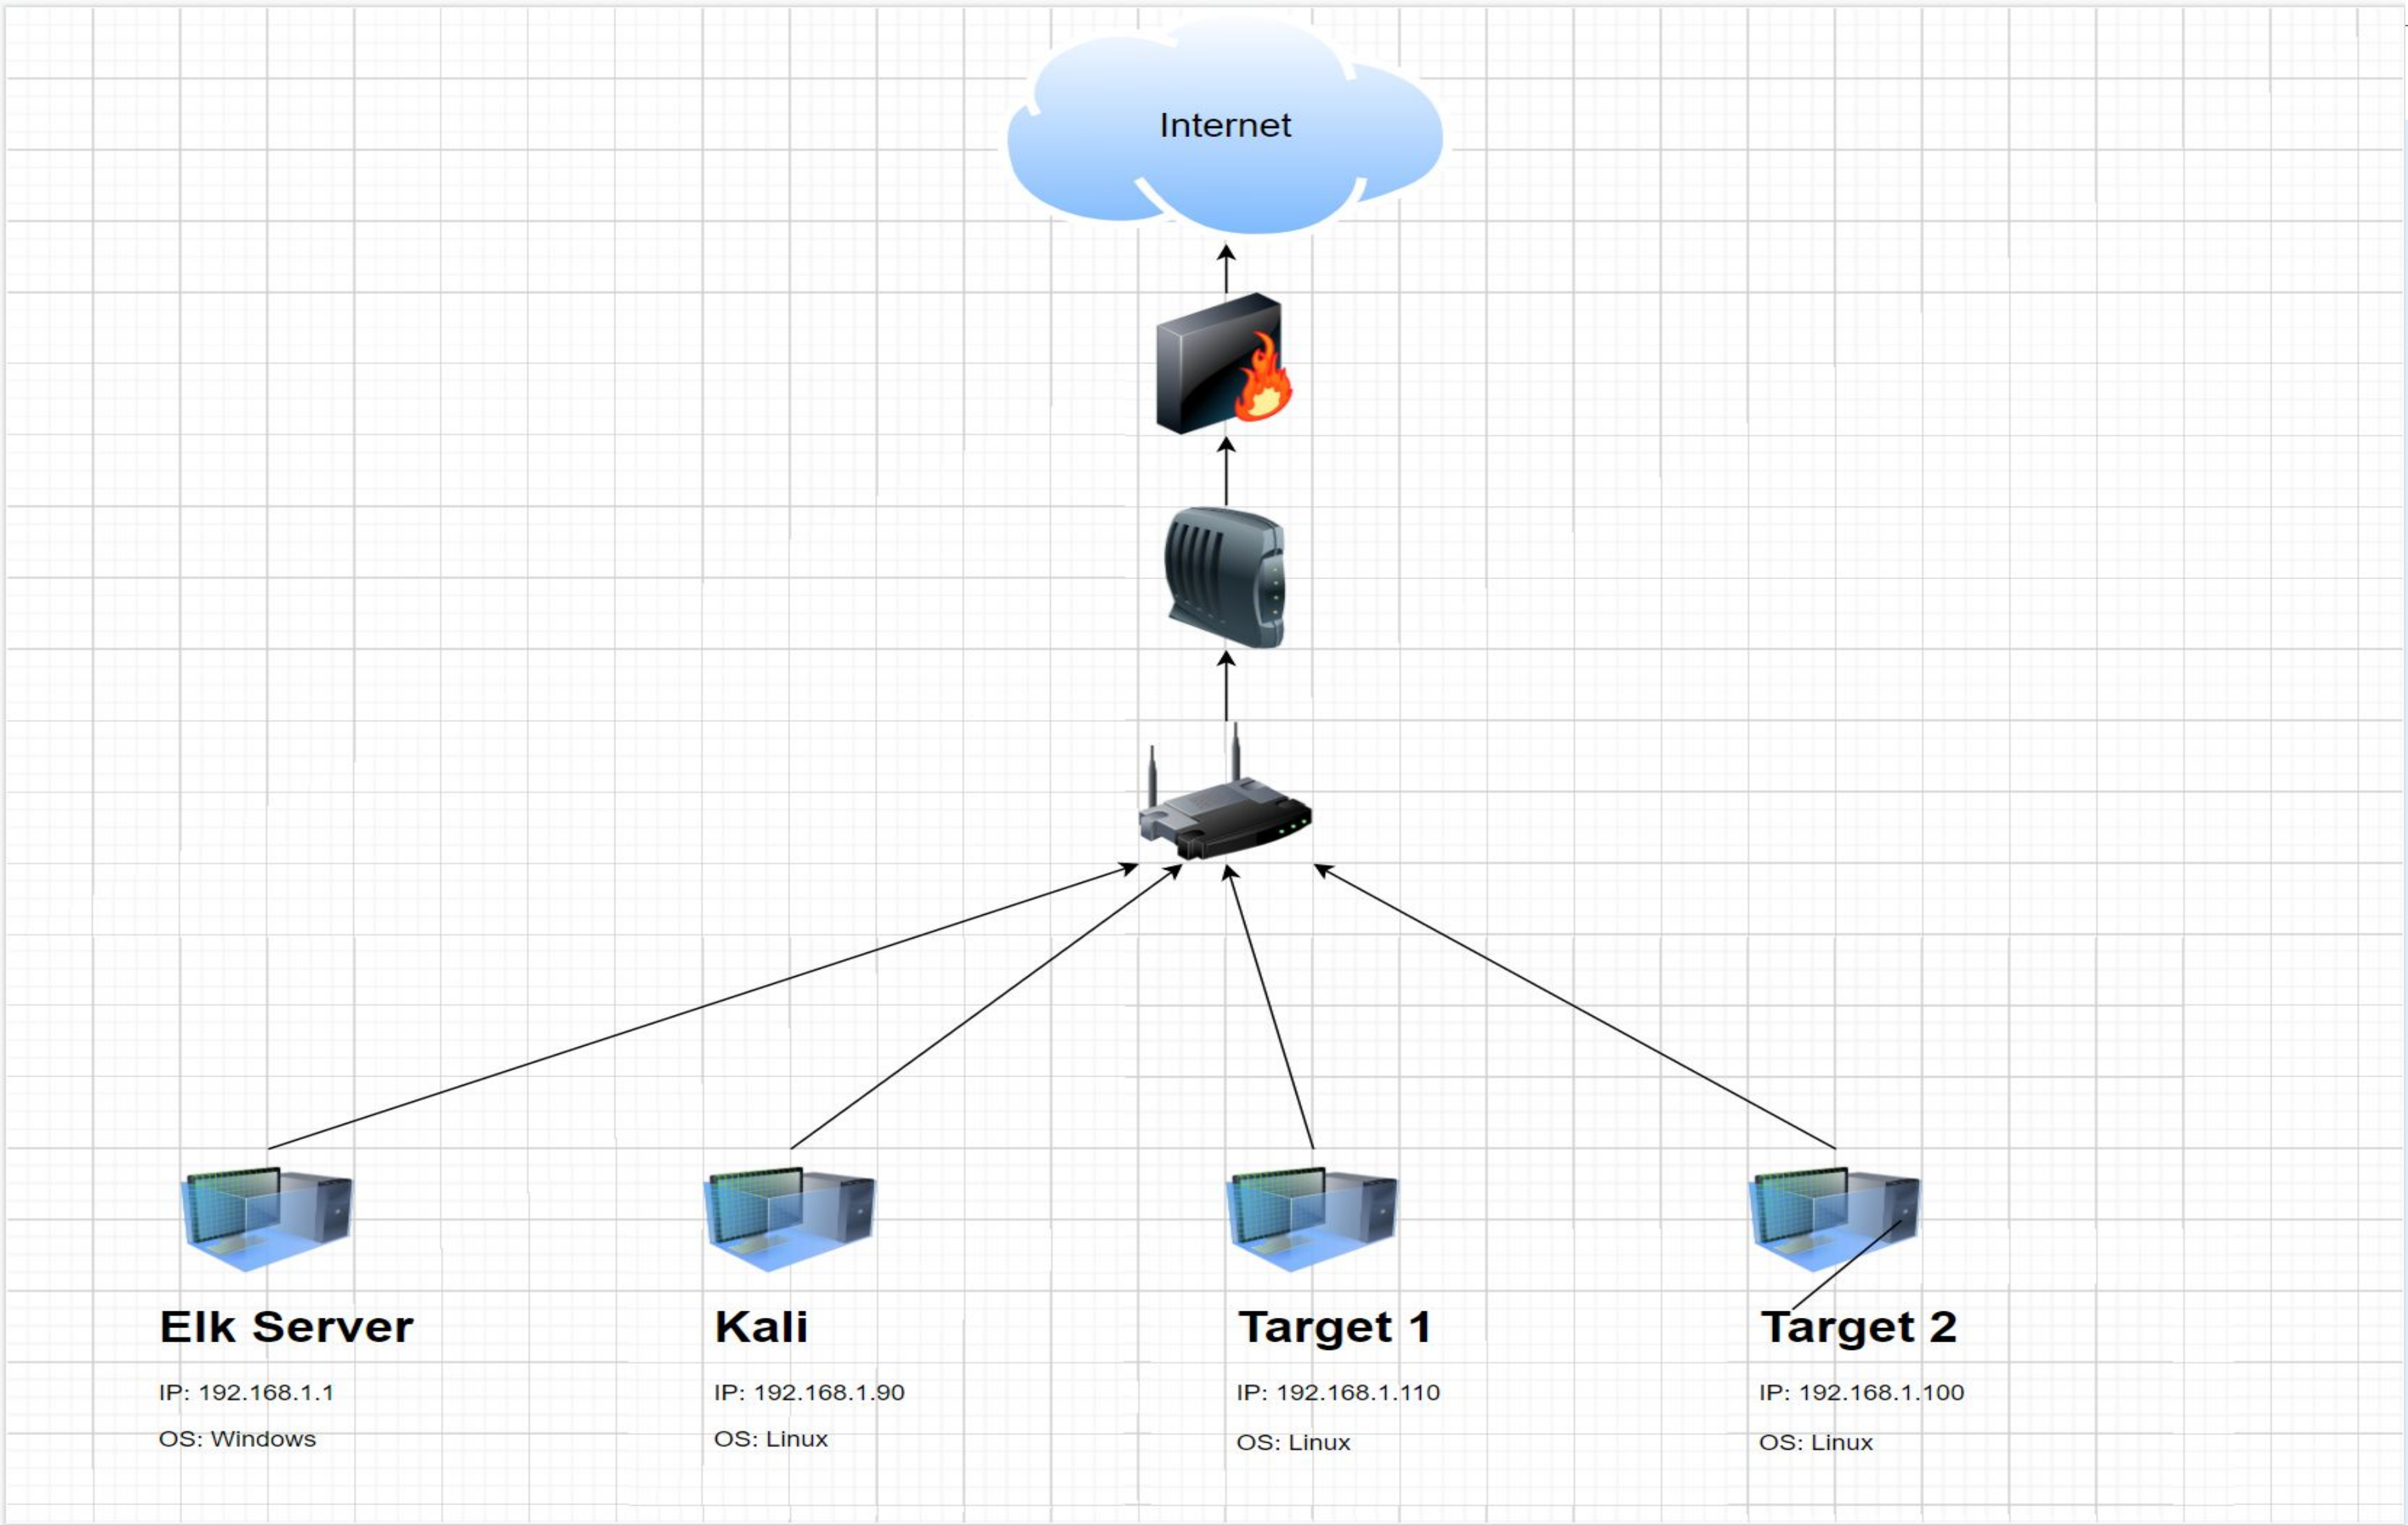 Internet
Elk Server
IP: 192.168.1.1
OS: Windows
Kali
IP: 192.168.1.90
OS: Linux
Target 1
IP: 192.168.1.110
OS: Linux
Target 2
IP: 192.168.1.100
OS: Linux